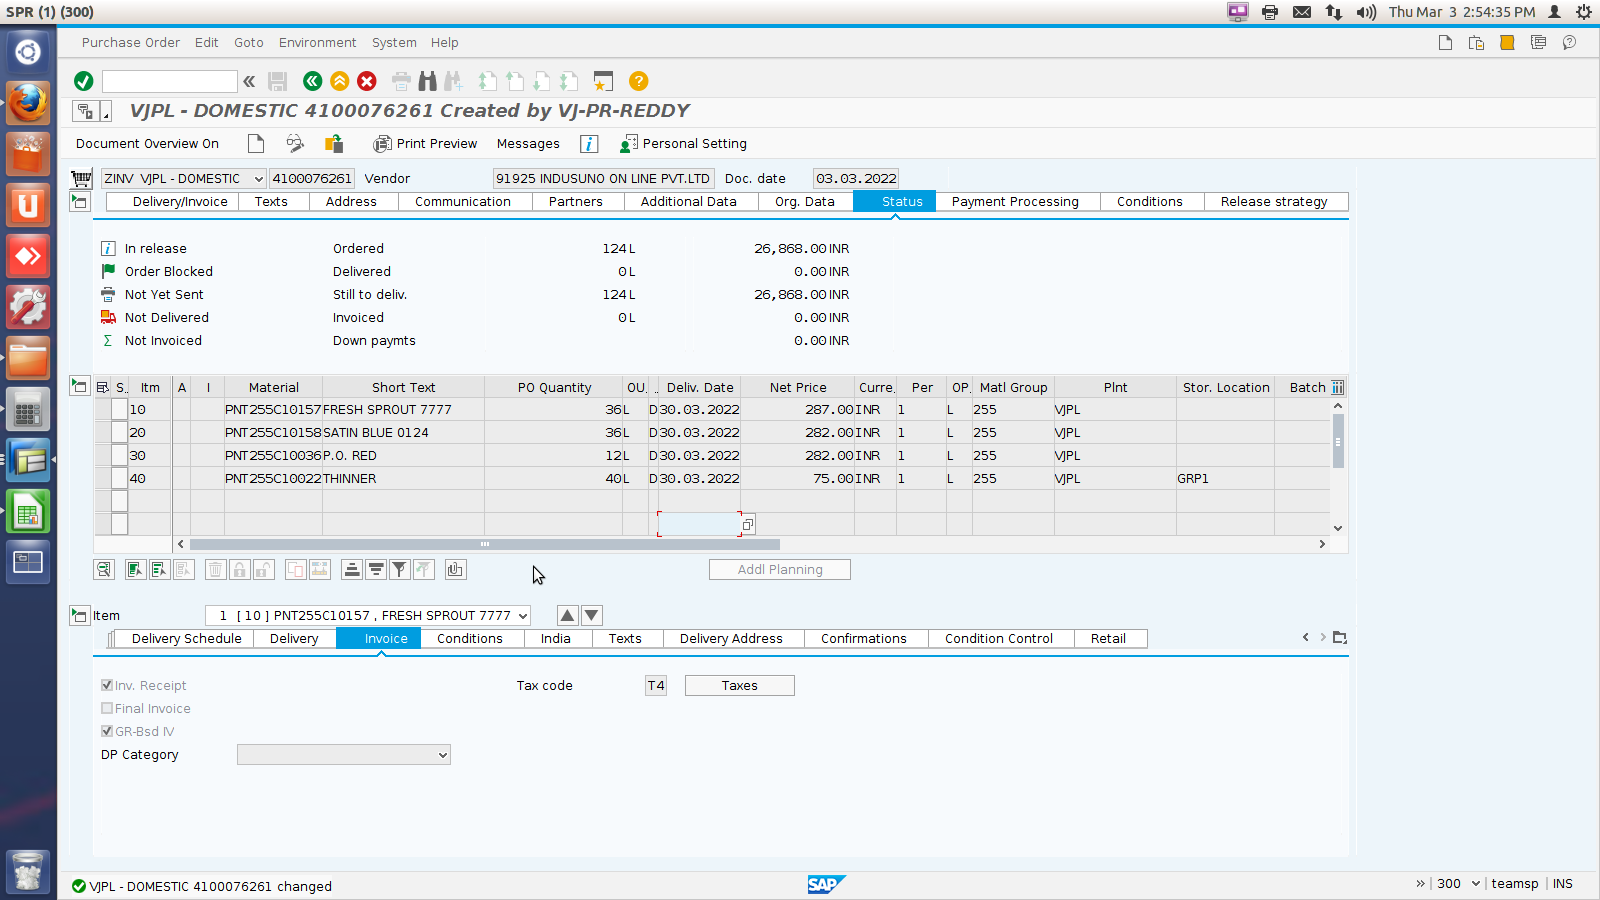 SPR (1) (300)
Thu Mar 3 2:54:35 PM
Purchase Order Edit Goto Environment System Help
VJPL - DOMESTIC 4100076261 Created by VJ-PR-REDDY
Document Overview On Print Preview Messages Personal Setting
ZINV VJPL - DOMESTIC 4100076261 Vendor 91925 INDUSUNO ON LINE PVT.LTD Doc. date 03.03.2022
Delivery/Invoice Texts Address Communication Partners Additional Data Org. Data Status Payment Processing Conditions Release strategy
In release Ordered 124 L 26,868.00 INR
Order Blocked Delivered 0 L 0.00 INR
Not Yet Sent Still to deliv. 124 L 26,868.00 INR
Not Delivered Invoiced 0 L 0.00 INR
Not Invoiced Down paymts 0.00 INR
S.. Itm A I Material Short Text PO Quantity OU.. .. Deliv. Date Net Price Curre.. Per OP.. Matl Group Plnt Stor. Location Batch
10 PNT255C10157 FRESH SPROUT 7777 36 L D 30.03.2022 287.00 INR 1 L 255 VJPL
20 PNT255C10158 SATIN BLUE 0124 36 L D 30.03.2022 282.00 INR 1 L 255 VJPL
30 PNT255C10036 P.O. RED 12 L D 30.03.2022 282.00 INR 1 L 255 VJPL
40 PNT255C10022 THINNER 40 L D 30.03.2022 75.00 INR 1 L 255 VJPL GRP1
Addl Planning
Item 1 [ 10 ] PNT255C10157 , FRESH SPROUT 7777
Delivery Schedule Delivery Invoice Conditions India Texts Delivery Address Confirmations Condition Control Retail
Inv. Receipt Tax code T4 Taxes
Final Invoice
GR-Bsd IV
DP Category
VJPL - DOMESTIC 4100076261 changed SAP 300 teamsp INS